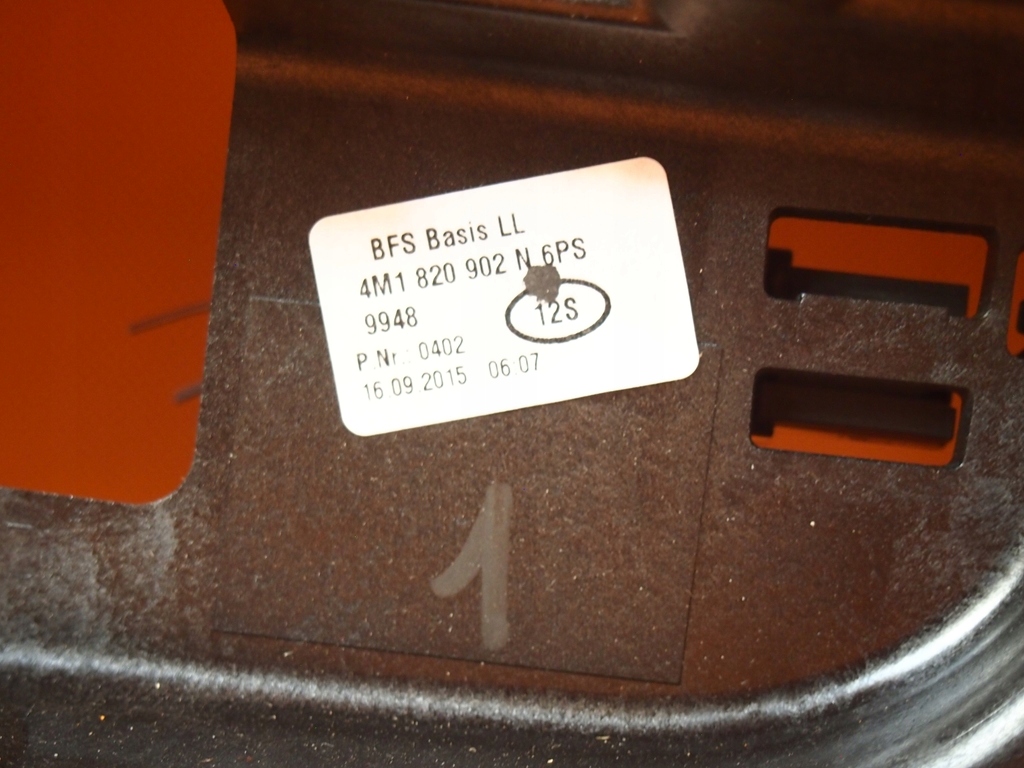 BFS Basis LL
4M1 820 902 N 6PS
9948 12S
P.Nr.: 0402
16.09.2015 06:07
1